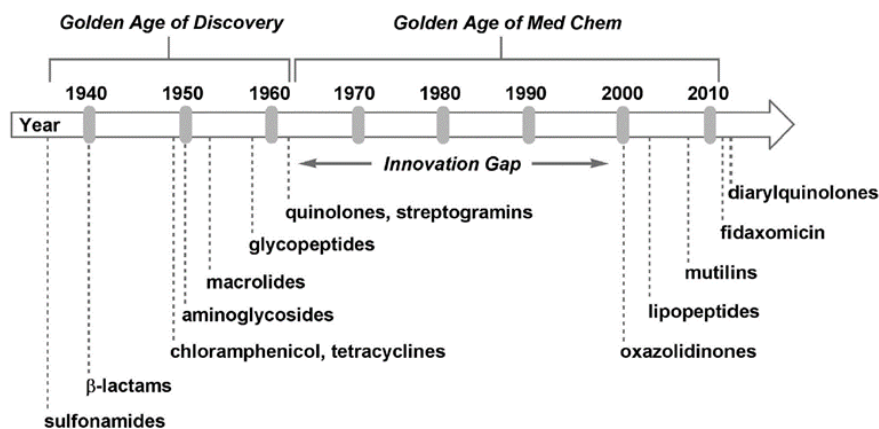 Golden Age of Discovery
Golden Age of Med Chem
1940 1950 1960 1970 1980 1990 2000 2010
Year
Innovation Gap
diarylquinolones
quinolones, streptogramins
fidaxomicin
glycopeptides
mutilins
macrolides
lipopeptides
aminoglycosides
chloramphenicol, tetracyclines
oxazolidinones
β-lactams
sulfonamides